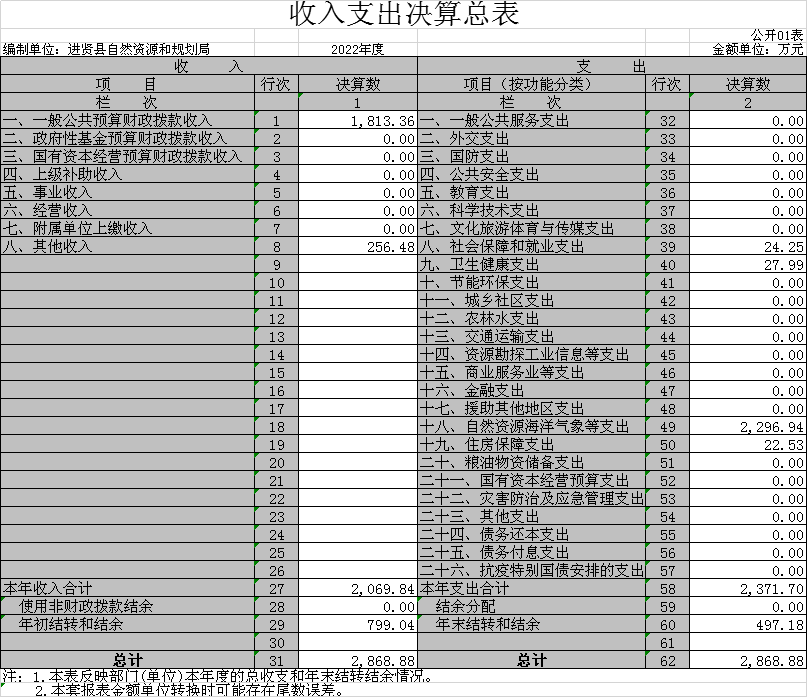 收入支出决算总表
公开01表
编制单位：进贤县自然资源和规划局 2022年度 金额单位：万元
收 入 支 出
项 目 行次 决算数 项目（按功能分类） 行次 决算数
栏 次 1 栏 次 2
一、一般公共预算财政拨款收入 1 1,813.36 一、一般公共服务支出 32 0.00
二、政府性基金预算财政拨款收入 2 0.00 二、外交支出 33 0.00
三、国有资本经营预算财政拨款收入 3 0.00 三、国防支出 34 0.00
四、上级补助收入 4 0.00 四、公共安全支出 35 0.00
五、事业收入 5 0.00 五、教育支出 36 0.00
六、经营收入 6 0.00 六、科学技术支出 37 0.00
七、附属单位上缴收入 7 0.00 七、文化旅游体育与传媒支出 38 0.00
八、其他收入 8 256.48 八、社会保障和就业支出 39 24.25
9 九、卫生健康支出 40 27.99
10 十、节能环保支出 41 0.00
11 十一、城乡社区支出 42 0.00
12 十二、农林水支出 43 0.00
13 十三、交通运输支出 44 0.00
14 十四、资源勘探工业信息等支出 45 0.00
15 十五、商业服务业等支出 46 0.00
16 十六、金融支出 47 0.00
17 十七、援助其他地区支出 48 0.00
18 十八、自然资源海洋气象等支出 49 2,296.94
19 十九、住房保障支出 50 22.53
20 二十、粮油物资储备支出 51 0.00
21 二十一、国有资本经营预算支出 52 0.00
22 二十二、灾害防治及应急管理支出 53 0.00
23 二十三、其他支出 54 0.00
24 二十四、债务还本支出 55 0.00
25 二十五、债务付息支出 56 0.00
26 二十六、抗疫特别国债安排的支出 57 0.00
本年收入合计 27 2,069.84 本年支出合计 58 2,371.70
使用非财政拨款结余 28 0.00 结余分配 59 0.00
年初结转和结余 29 799.04 年末结转和结余 60 497.18
30 61
总计 31 2,868.88 总计 62 2,868.88
注：1.本表反映部门(单位)本年度的总收支和年末结转结余情况。
2.本套报表金额单位转换时可能存在尾数误差。